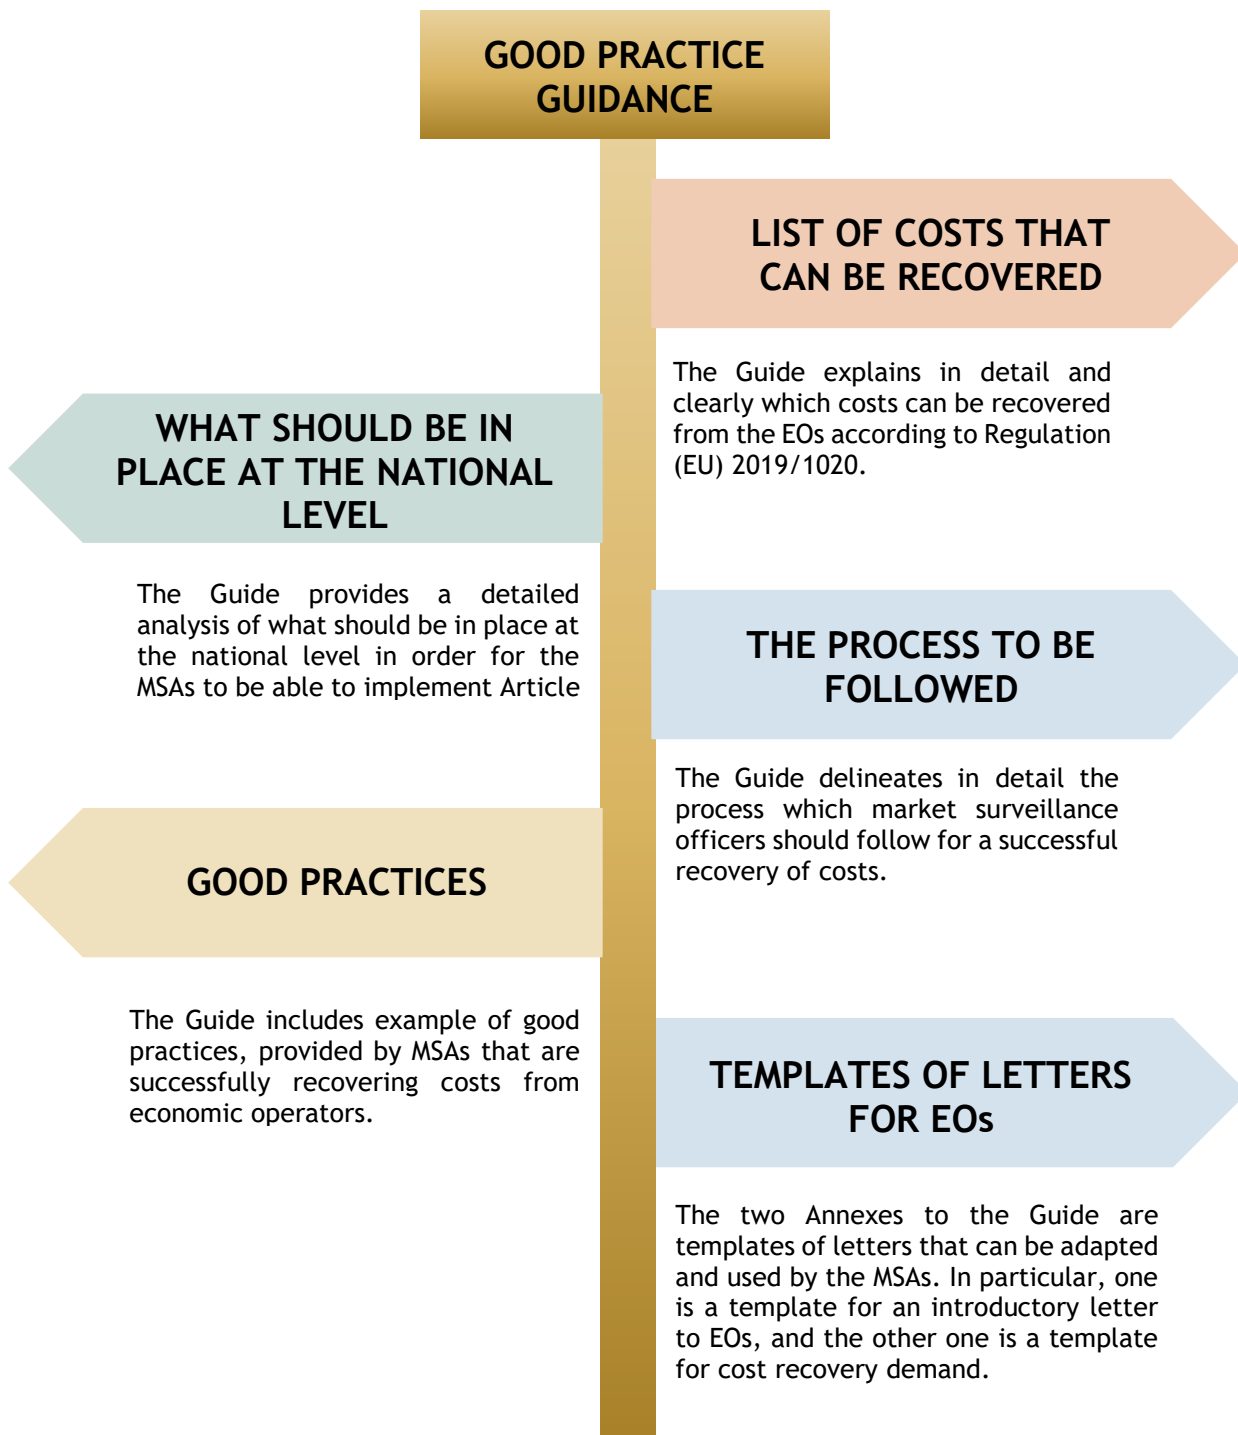 GOOD PRACTICE
GUIDANCE
LIST OF COSTS THAT
CAN BE RECOVERED
The Guide explains in detail and
clearly which costs can be recovered
from the EOs according to Regulation
(EU) 2019/1020.
WHAT SHOULD BE IN
PLACE AT THE NATIONAL
LEVEL
The Guide provides a detailed
analysis of what should be in place at
the national level in order for the
MSAs to be able to implement Article
THE PROCESS TO BE
FOLLOWED
The Guide delineates in detail the
process which market surveillance
officers should follow for a successful
recovery of costs.
GOOD PRACTICES
The Guide includes example of good
practices, provided by MSAs that are
successfully recovering costs from
economic operators.
TEMPLATES OF LETTERS
FOR EOs
The two Annexes to the Guide are
templates of letters that can be adapted
and used by the MSAs. In particular, one
is a template for an introductory letter
to EOs, and the other one is a template
for cost recovery demand.